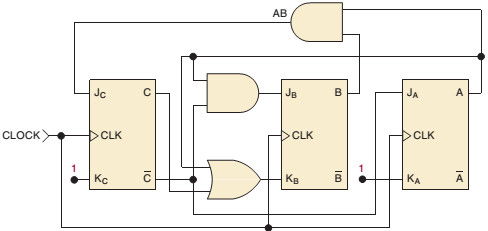 AB
J_C C
J_B B
J_A A
CLOCK
CLK
CLK
CLK
1
K_C C̅
K_B B̅
1
K_A A̅